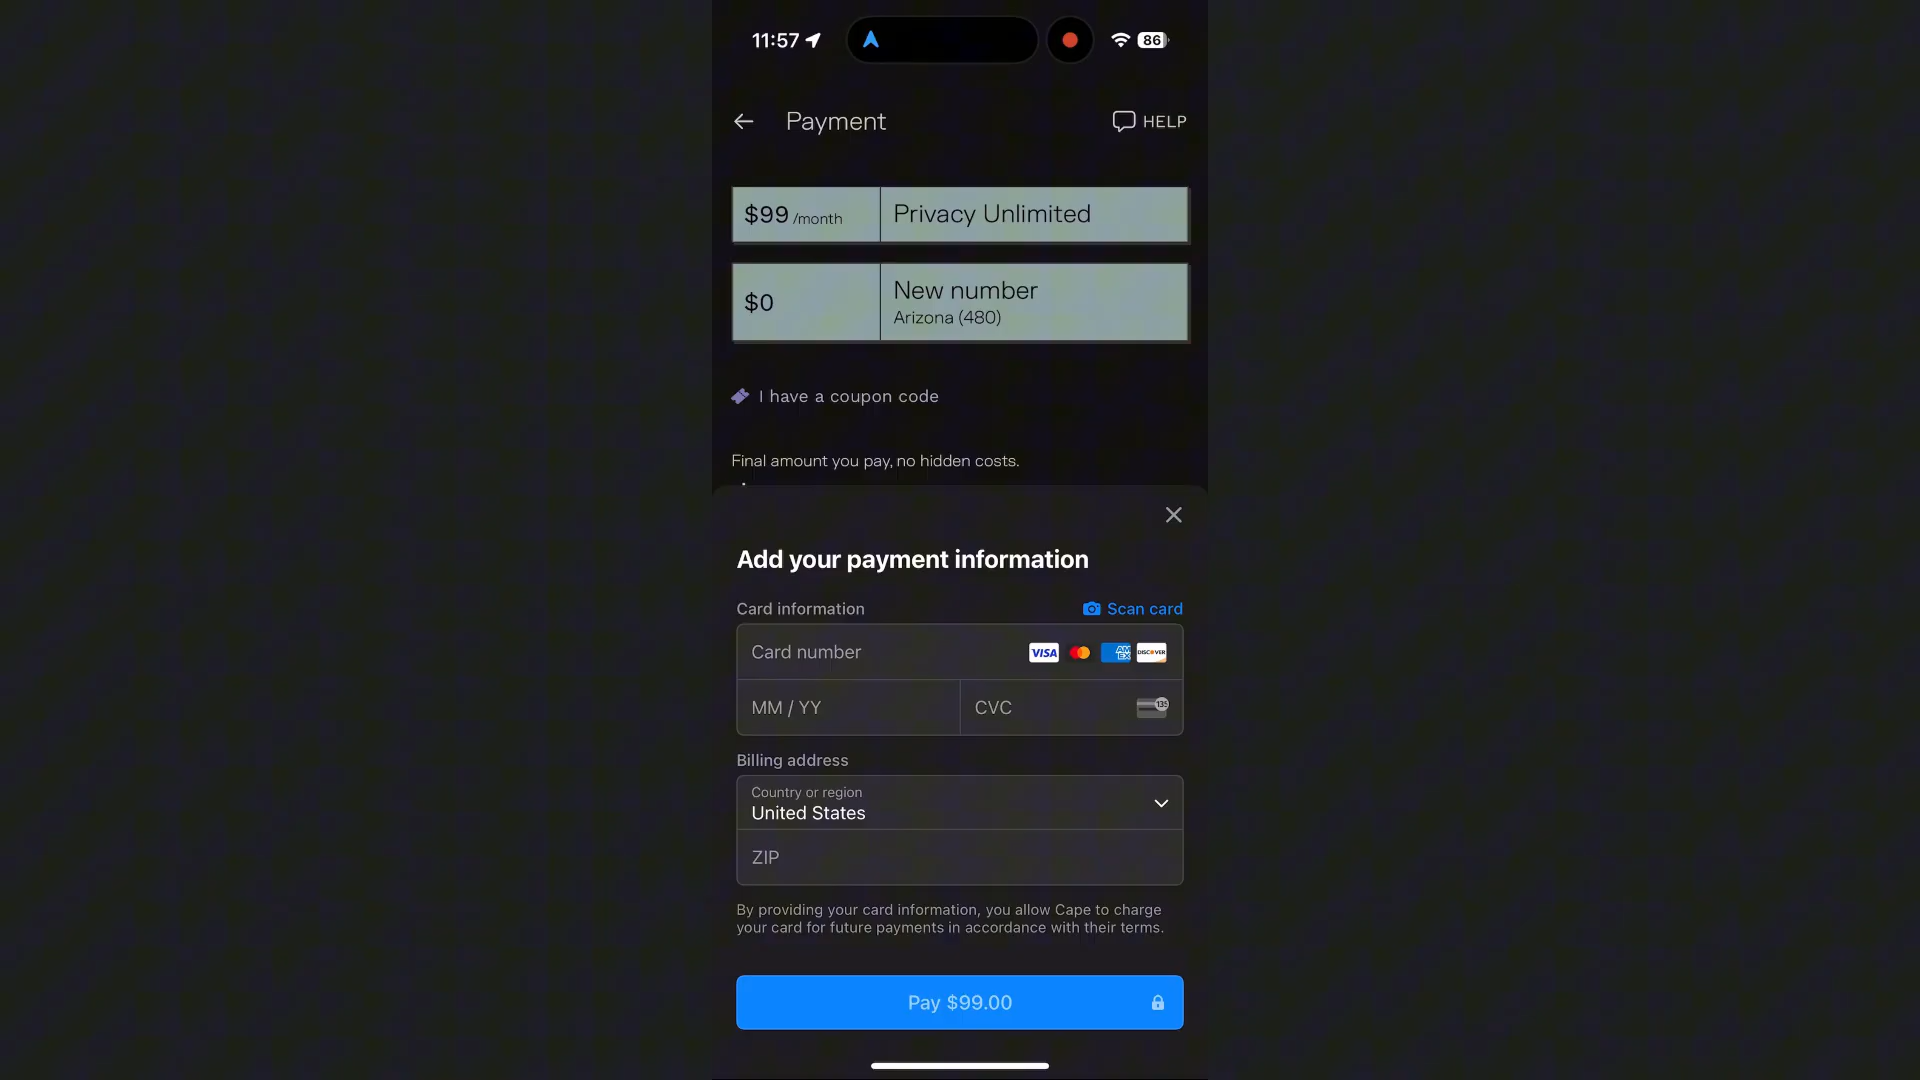 11:57
86
Payment
HELP
$99 /month
Privacy Unlimited
$0
New number
Arizona (480)
I have a coupon code
Final amount you pay, no hidden costs.
Add your payment information
Card information
Scan card
Card number
VISA
AMEX
DISCOVER
MM / YY
CVC
135
Billing address
Country or region
United States
ZIP
By providing your card information, you allow Cape to charge
your card for future payments in accordance with their terms.
Pay $99.00